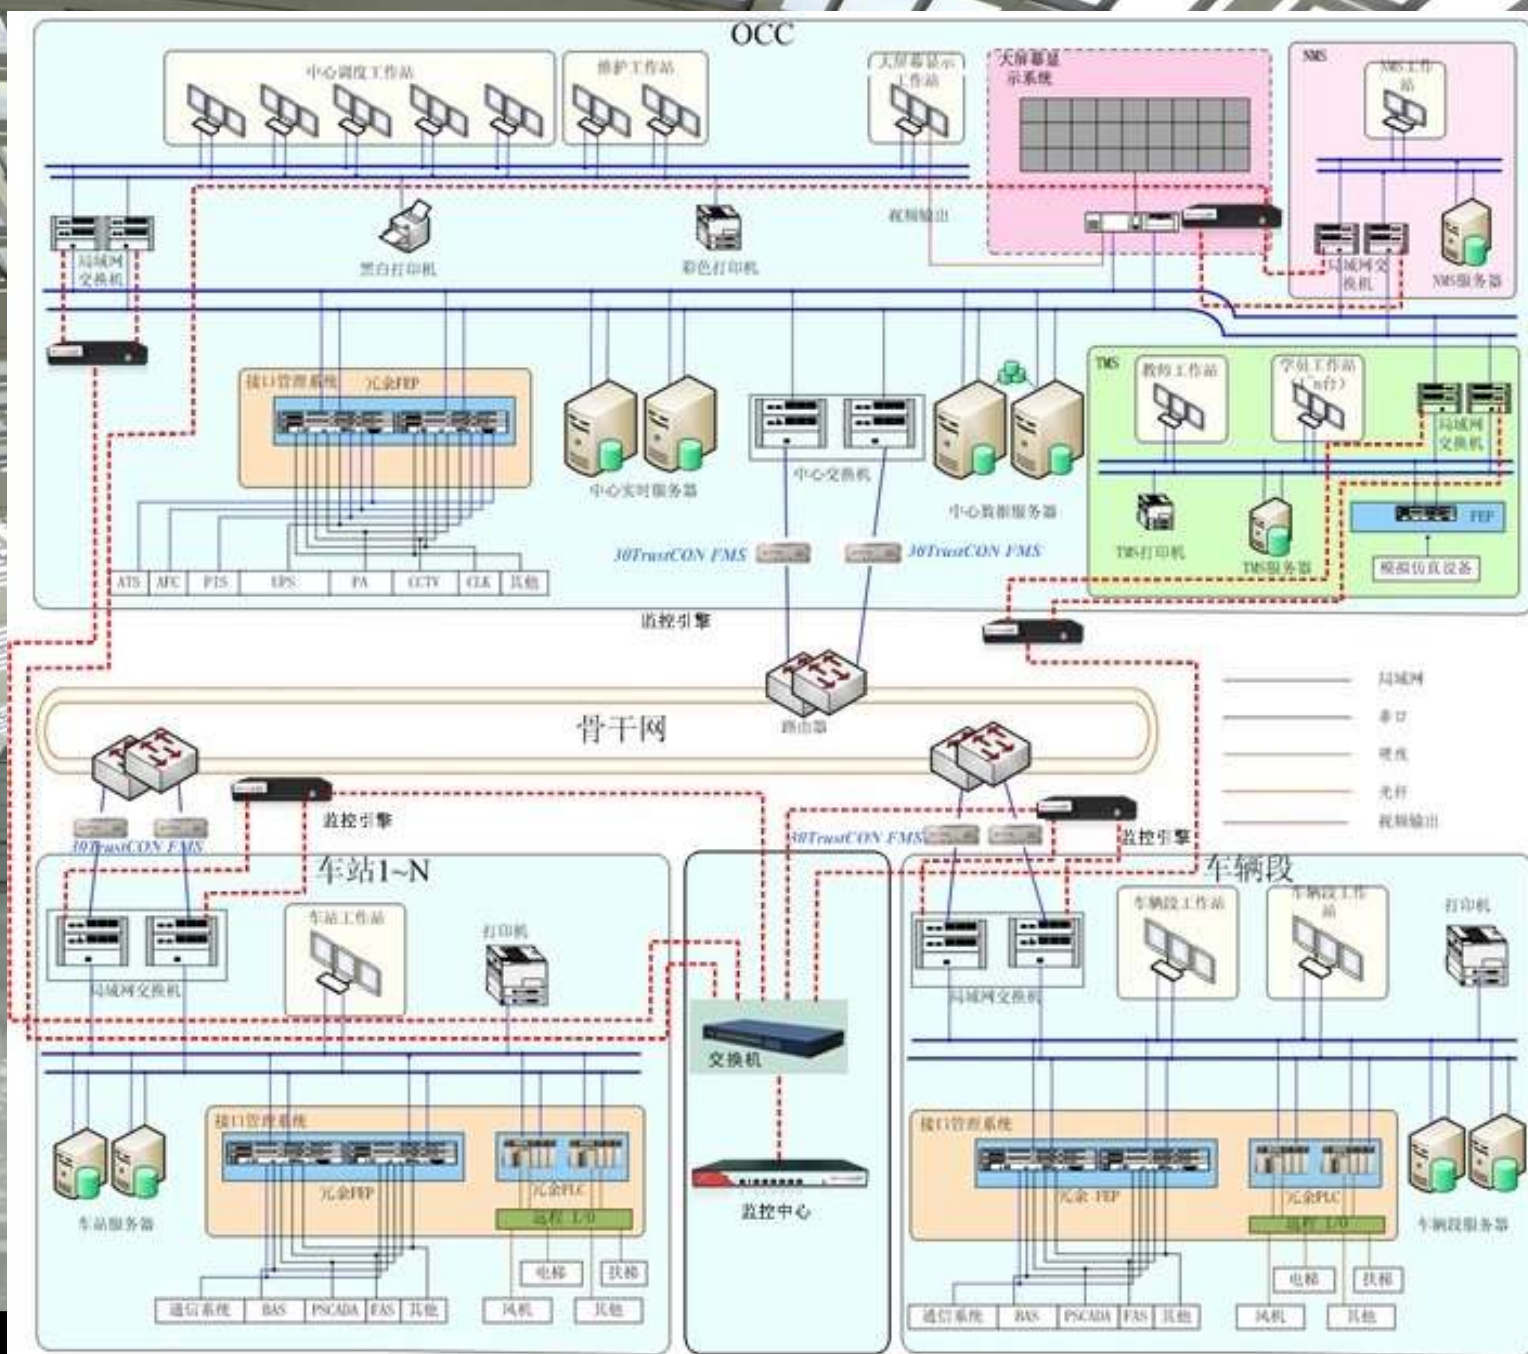 OCC
中心调度工作站
维护工作站
大屏幕显示
工作站
大屏幕显
示系统
NMS
NMS工作
站
局域网
交换机
黑白打印机
彩色打印机
视频输出
局域网交
换机
NMS服务器
接口管理系统
冗余FEP
中心实时服务器
中心交换机
中心数据服务器
TMS
教师工作站
学员工作站
局域网
交换机
TMS打印机
TMS服务器
FEP
模拟仿真设备
30TrustCON FMS
30TrustCON FMS
ATS
AFC
PIS
UPS
PA
CCTV
CLK
其他
监控引擎
骨干网
路由器
局域网
串口
硬线
光纤
视频输出
监控引擎
30TrustCON FMS
30TrustCON FMS
监控引擎
车站1~N
车站工作站
打印机
局域网交换机
接口管理系统
冗余FEP
冗余PLC
远程 I/O
车站服务器
电梯
扶梯
通信系统
BAS
PSCADA
FAS
其他
风机
其他
交换机
监控中心
车辆段
车辆段工作站
车辆段工作
站
打印机
局域网交换机
接口管理系统
冗余 FEP
冗余PLC
远程 I/O
车辆段服务器
电梯
扶梯
通信系统
BAS
PSCADA
FAS
其他
风机
其他